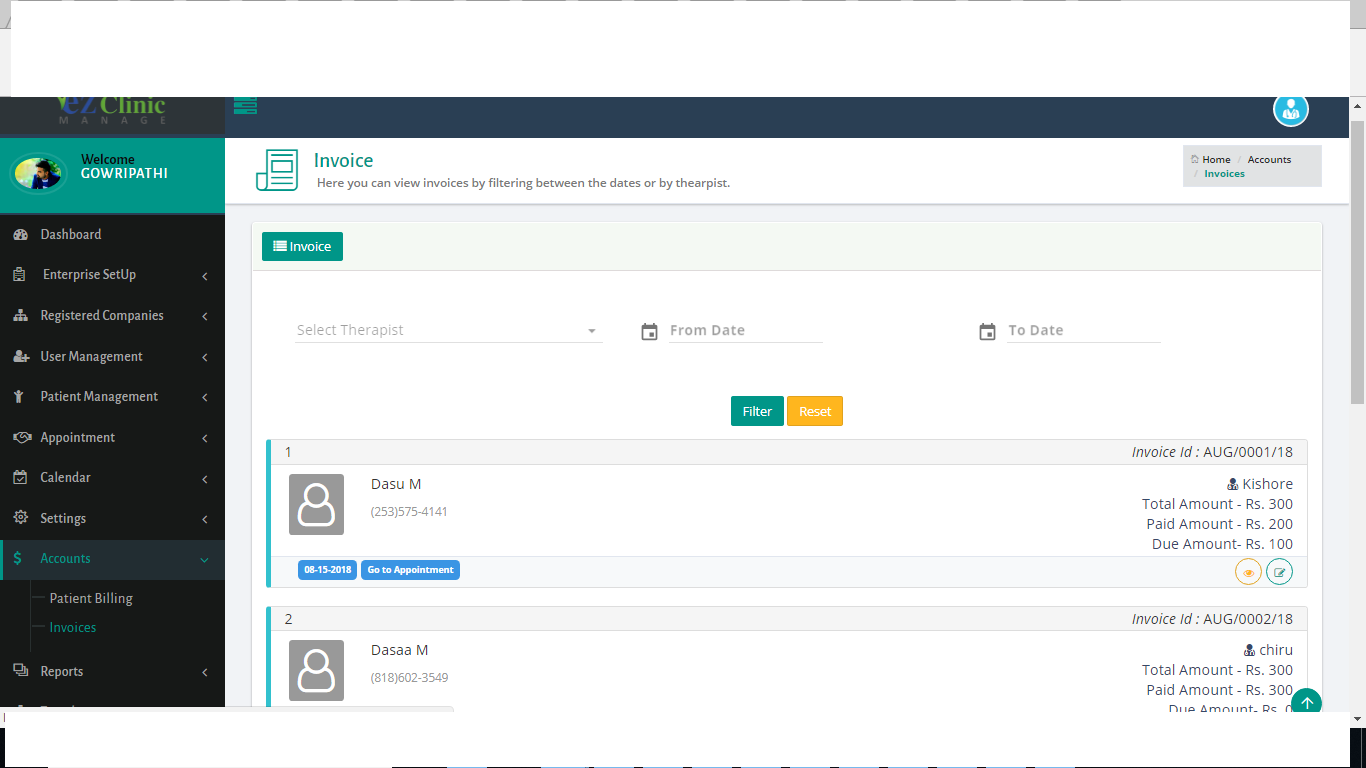 ez Clinic
MANAGE
Welcome
GOWRIPATHI
Dashboard
Enterprise SetUp
Registered Companies
User Management
Patient Management
Appointment
Calendar
Settings
Accounts
Patient Billing
Invoices
Reports
Invoice
Here you can view invoices by filtering between the dates or by thearpist.
Home / Accounts
/ Invoices
Invoice
Select Therapist
From Date
To Date
Filter
Reset
1
Invoice Id : AUG/0001/18
Dasu M
(253)575-4141
Kishore
Total Amount - Rs. 300
Paid Amount - Rs. 200
Due Amount- Rs. 100
08-15-2018
Go to Appointment
2
Invoice Id : AUG/0002/18
Dasaa M
(818)602-3549
chiru
Total Amount - Rs. 300
Paid Amount - Rs. 300
Due Amount- Rs. 0